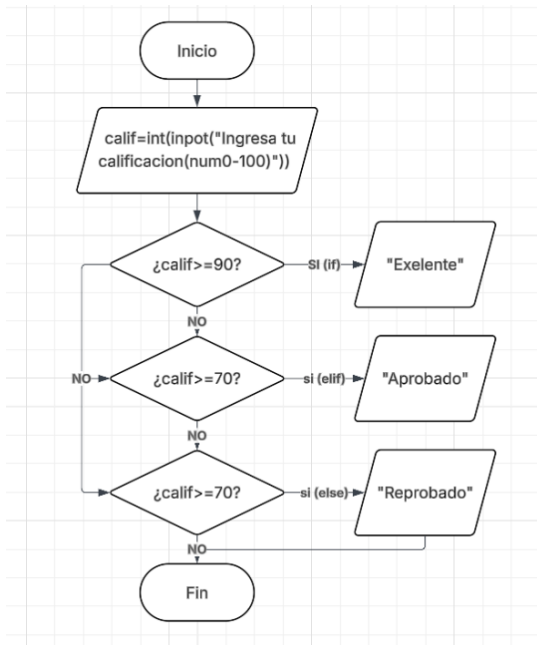 Inicio
calif=int(inpot("Ingresa tu
calificacion(num0-100)"))
¿calif>=90?
SI (if)
"Exelente"
NO
NO
¿calif>=70?
si (elif)
"Aprobado"
NO
¿calif>=70?
si (else)
"Reprobado"
NO
Fin